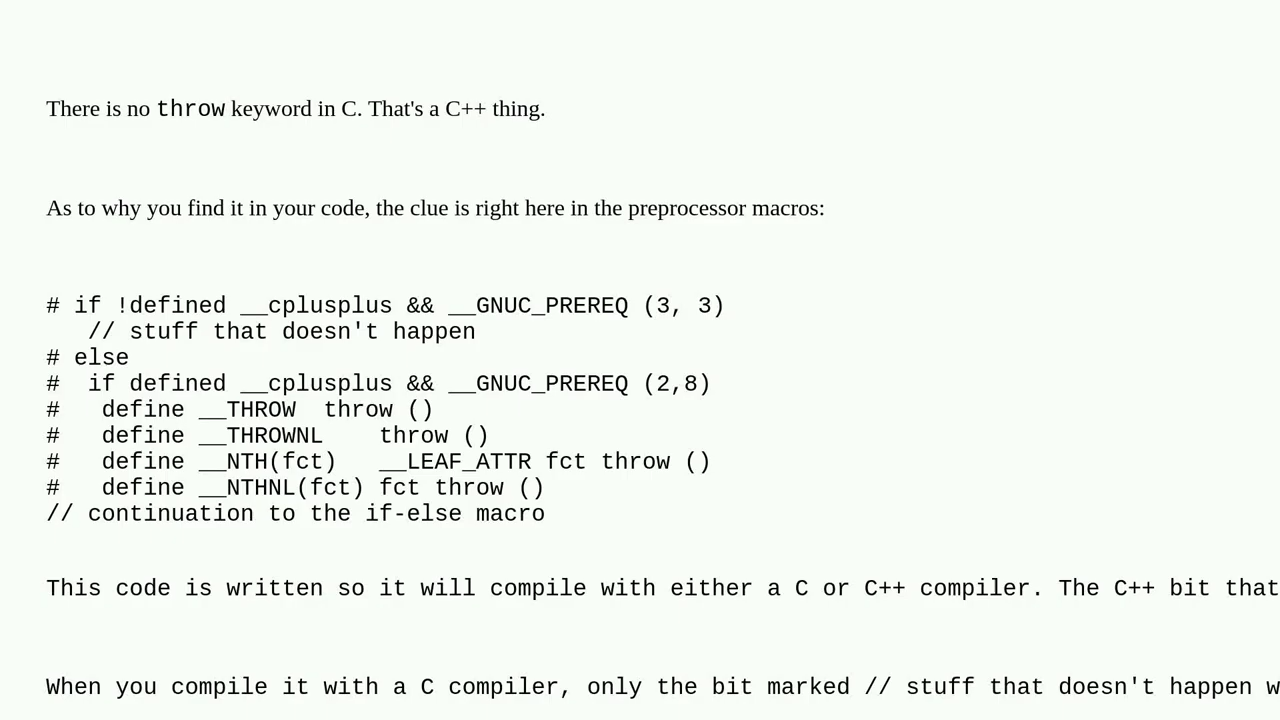 There is no throw keyword in C. That's a C++ thing.
As to why you find it in your code, the clue is right here in the preprocessor macros:
# if !defined __cplusplus && __GNUC_PREREQ (3, 3)
   // stuff that doesn't happen
# else
#  if defined __cplusplus && __GNUC_PREREQ (2,8)
#   define __THROW  throw ()
#   define __THROWNL    throw ()
#   define __NTH(fct)   __LEAF_ATTR fct throw ()
#   define __NTHNL(fct) fct throw ()
// continuation to the if-else macro
This code is written so it will compile with either a C or C++ compiler. The C++ bit that
When you compile it with a C compiler, only the bit marked // stuff that doesn't happen